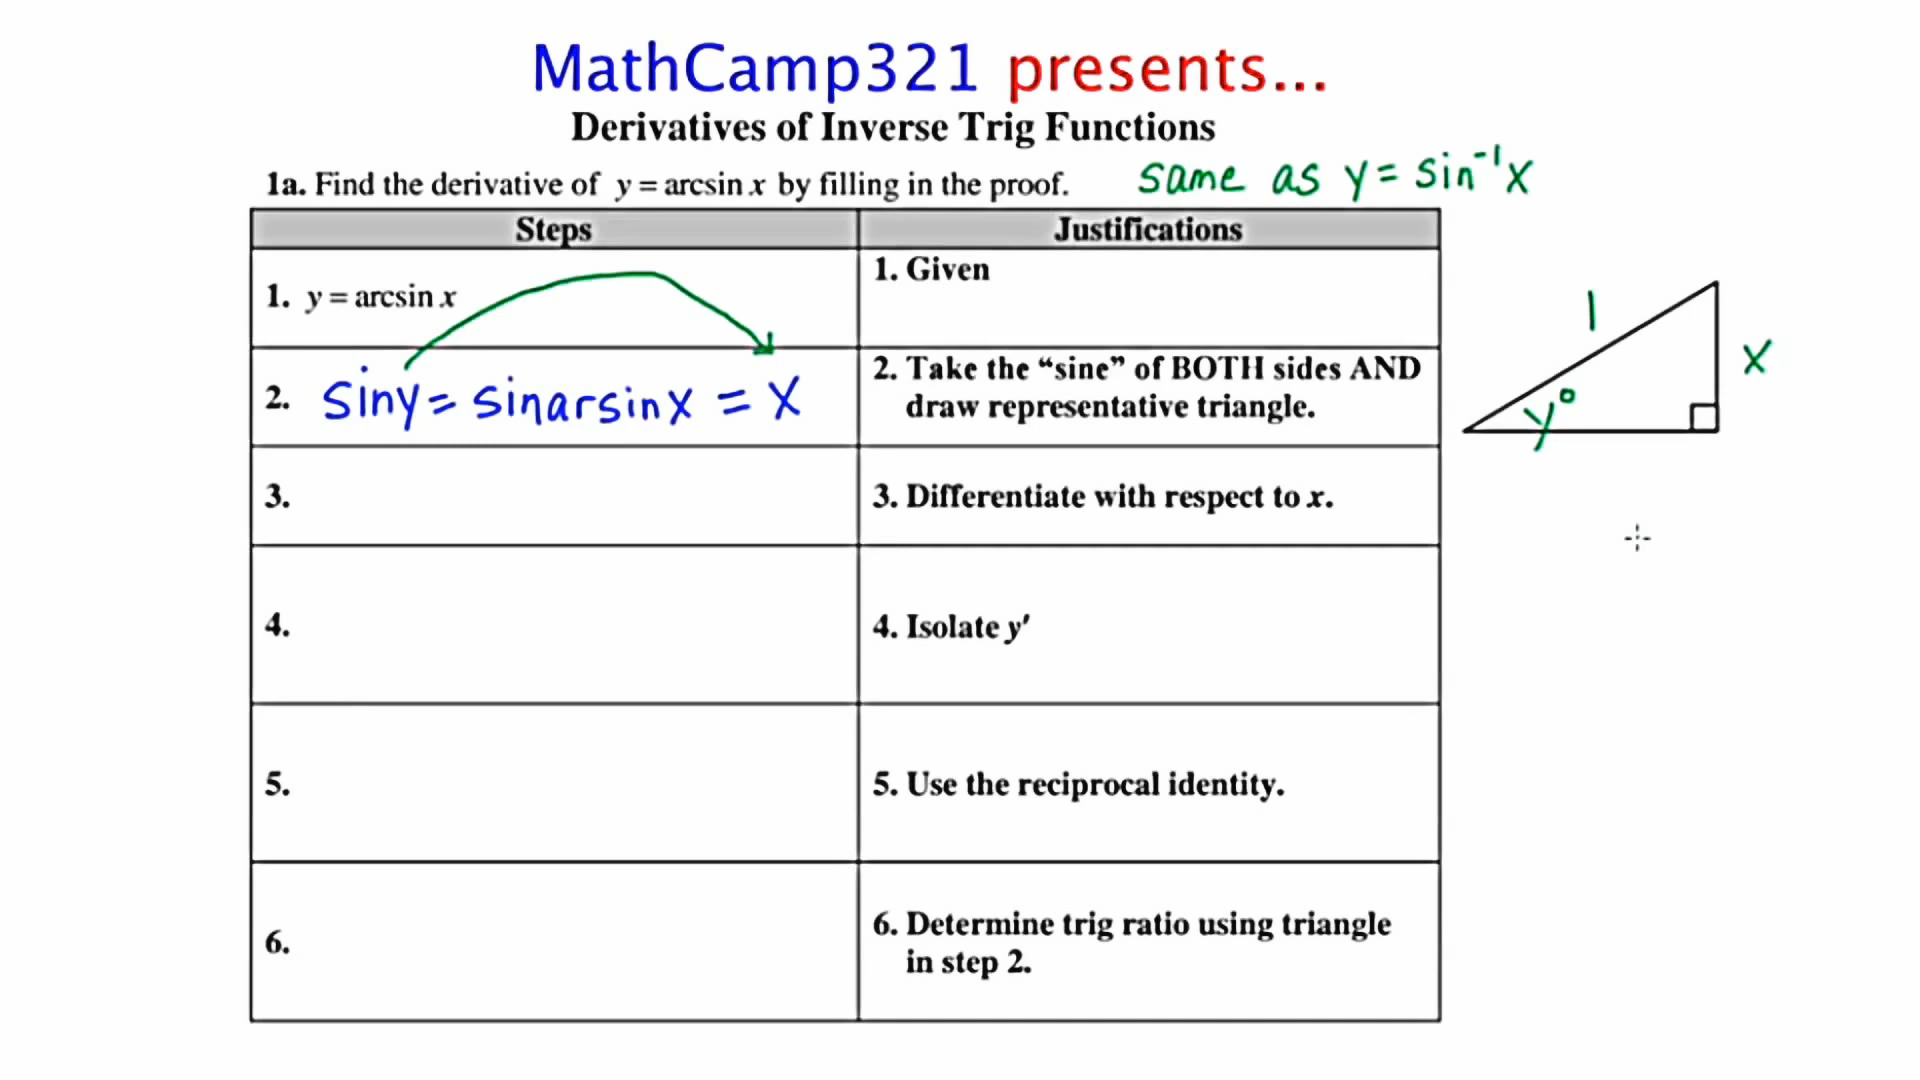 MathCamp321 presents...
Derivatives of Inverse Trig Functions
1a. Find the derivative of y = arcsin x by filling in the proof.
same as y = sin⁻¹x
Steps
Justifications
1. y = arcsin x
1. Given
2. siny = sinarsinx = x
2. Take the “sine” of BOTH sides AND
draw representative triangle.
1
x
y°
3.
3. Differentiate with respect to x.
4.
4. Isolate y′
5.
5. Use the reciprocal identity.
6.
6. Determine trig ratio using triangle
in step 2.